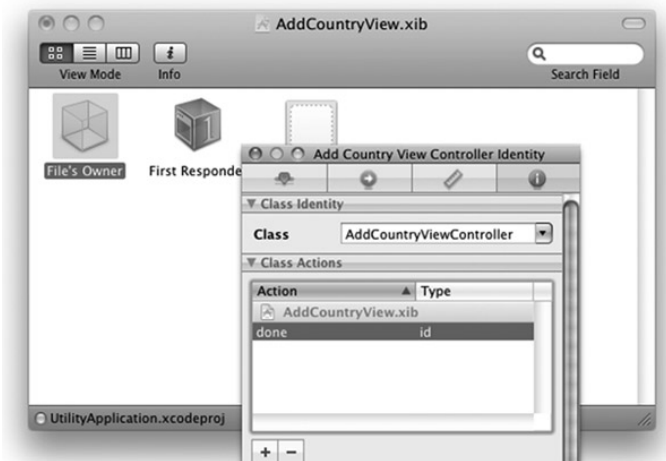 AddCountryView.xib
View Mode
Info
Search Field
File's Owner
First Responde
1
Add Country View Controller Identity
Class Identity
Class
AddCountryViewController
Class Actions
Action Type
AddCountryView.xib
done id
UtilityApplication.xcodeproj